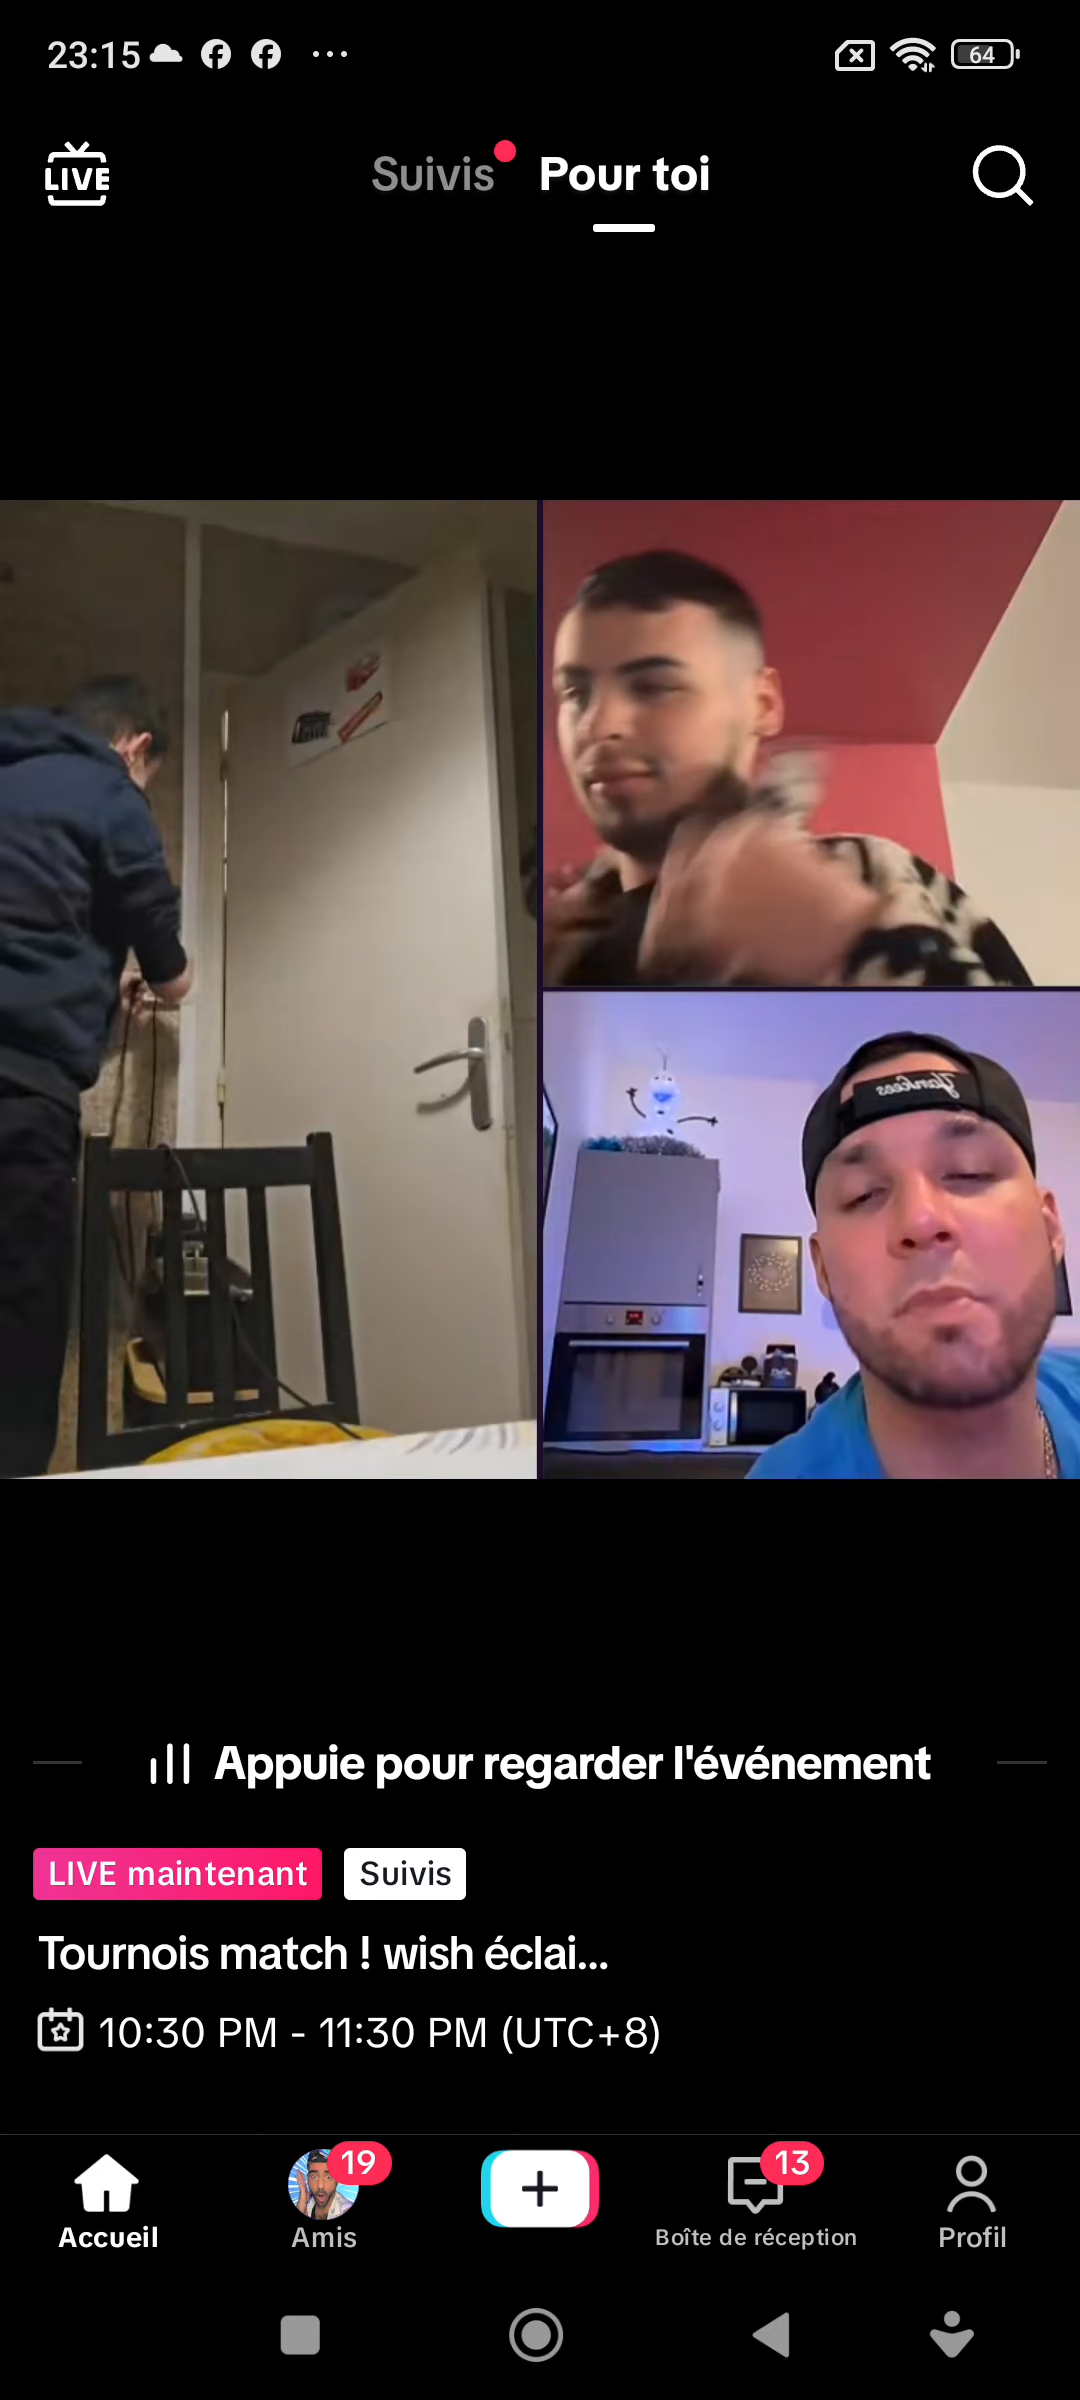 23:15
64
LIVE
Suivis
Pour toi
Yankees
Appuie pour regarder l'événement
LIVE maintenant
Suivis
Tournois match ! wish éclai...
10:30 PM - 11:30 PM (UTC+8)
19
13
Accueil
Amis
Boîte de réception
Profil